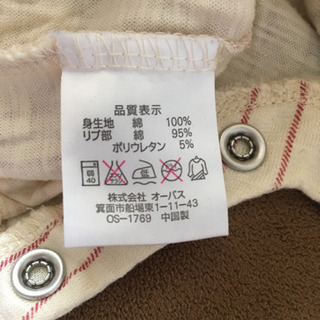 品質表示
身生地 綿 100%
リブ部 綿 95%
ポリウレタン 5%
弱
40
株式会社 オーパス
箕面市船場東1-11-43
OS-1769 中国製